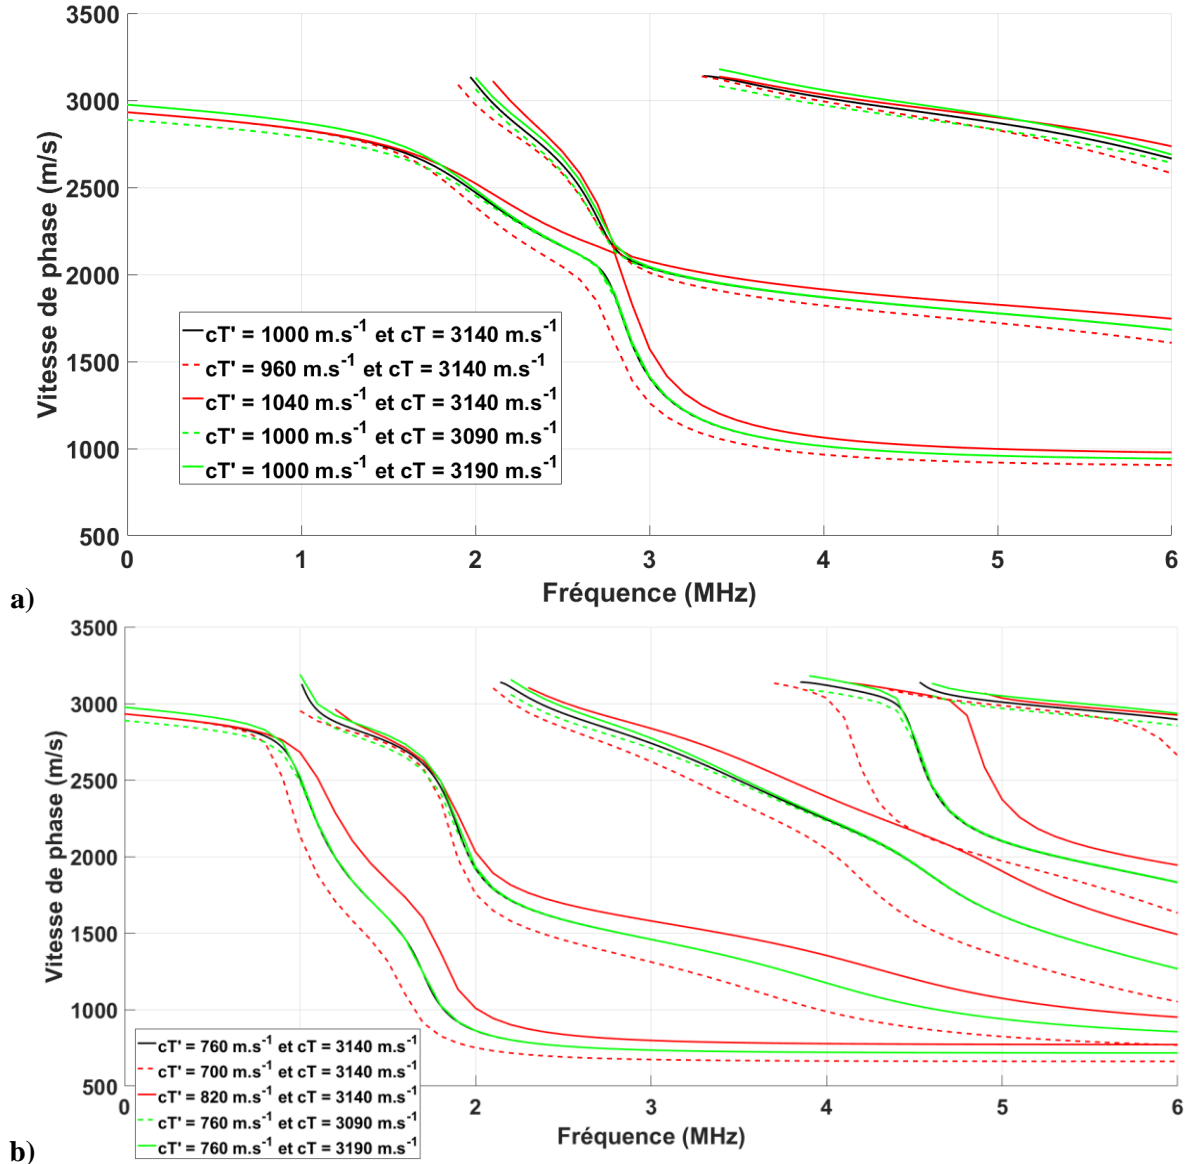 3500
3000
2500
2000
1500
1000
500
Vitesse de phase (m/s)
cT' = 1000 m.s-1 et cT = 3140 m.s-1
cT' = 960 m.s-1 et cT = 3140 m.s-1
cT' = 1040 m.s-1 et cT = 3140 m.s-1
cT' = 1000 m.s-1 et cT = 3090 m.s-1
cT' = 1000 m.s-1 et cT = 3190 m.s-1
0 1 2 3 4 5 6
Fréquence (MHz)
a)
3500
3000
2500
2000
1500
1000
500
Vitesse de phase (m/s)
cT' = 760 m.s-1 et cT = 3140 m.s-1
cT' = 700 m.s-1 et cT = 3140 m.s-1
cT' = 820 m.s-1 et cT = 3140 m.s-1
cT' = 760 m.s-1 et cT = 3090 m.s-1
cT' = 760 m.s-1 et cT = 3190 m.s-1
0 2 3 4 5 6
Fréquence (MHz)
b)